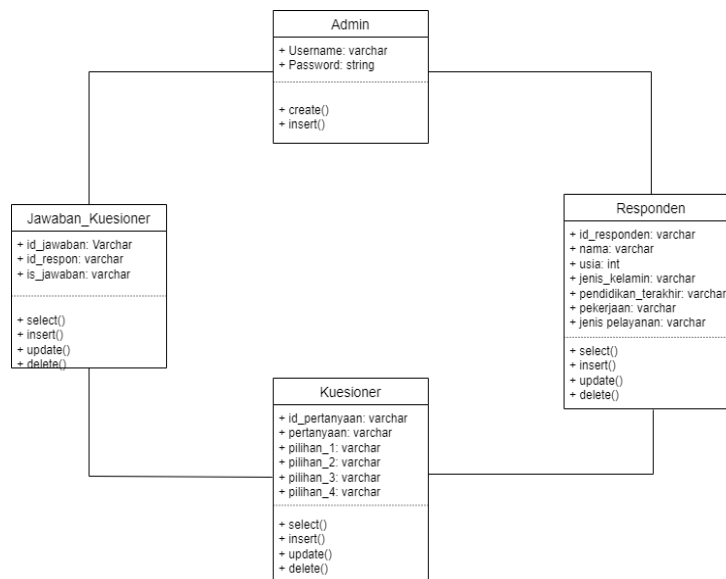 Admin
+ Username: varchar
+ Password: string
+ create()
+ insert()
Jawaban_Kuesioner
+ id_jawaban: Varchar
+ id_respon: varchar
+ is_jawaban: varchar
+ select()
+ insert()
+ update()
+ delete()
Responden
+ id_responden: varchar
+ nama: varchar
+ usia: int
+ jenis_kelamin: varchar
+ pendidikan_terakhir: varchar
+ pekerjaan: varchar
+ jenis pelayanan: varchar
+ select()
+ insert()
+ update()
+ delete()
Kuesioner
+ id_pertanyaan: varchar
+ pertanyaan: varchar
+ pilihan_1: varchar
+ pilihan_2: varchar
+ pilihan_3: varchar
+ pilihan_4: varchar
+ select()
+ insert()
+ update()
+ delete()